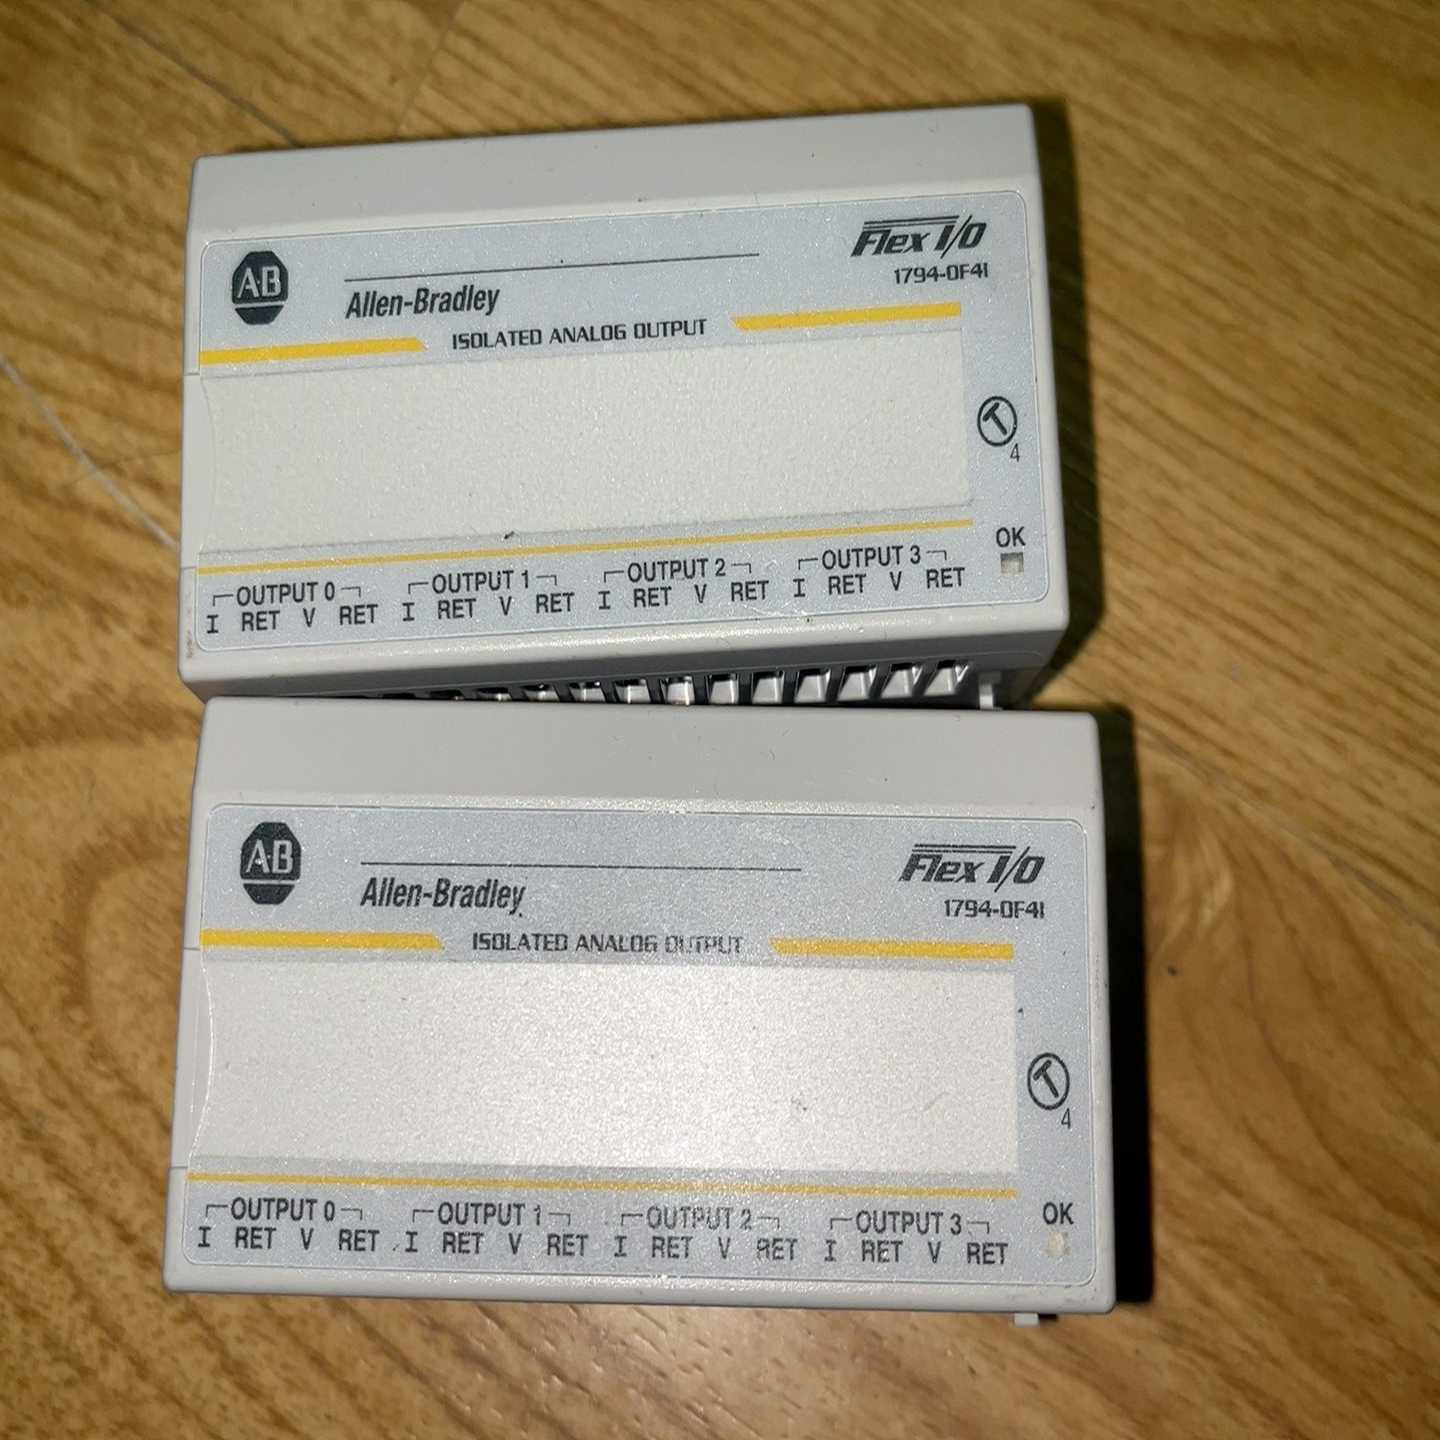 AB
Allen-Bradley
Flex I/O
1794-OF4I
ISOLATED ANALOG OUTPUT
4
OK
OUTPUT 0 OUTPUT 1 OUTPUT 2 OUTPUT 3
I RET V RET I RET V RET I RET V RET I RET V RET
AB
Allen-Bradley
Flex I/O
1794-OF4I
ISOLATED ANALOG OUTPUT
4
OK
OUTPUT 0 OUTPUT 1 OUTPUT 2 OUTPUT 3
I RET V RET I RET V RET I RET V RET I RET V RET